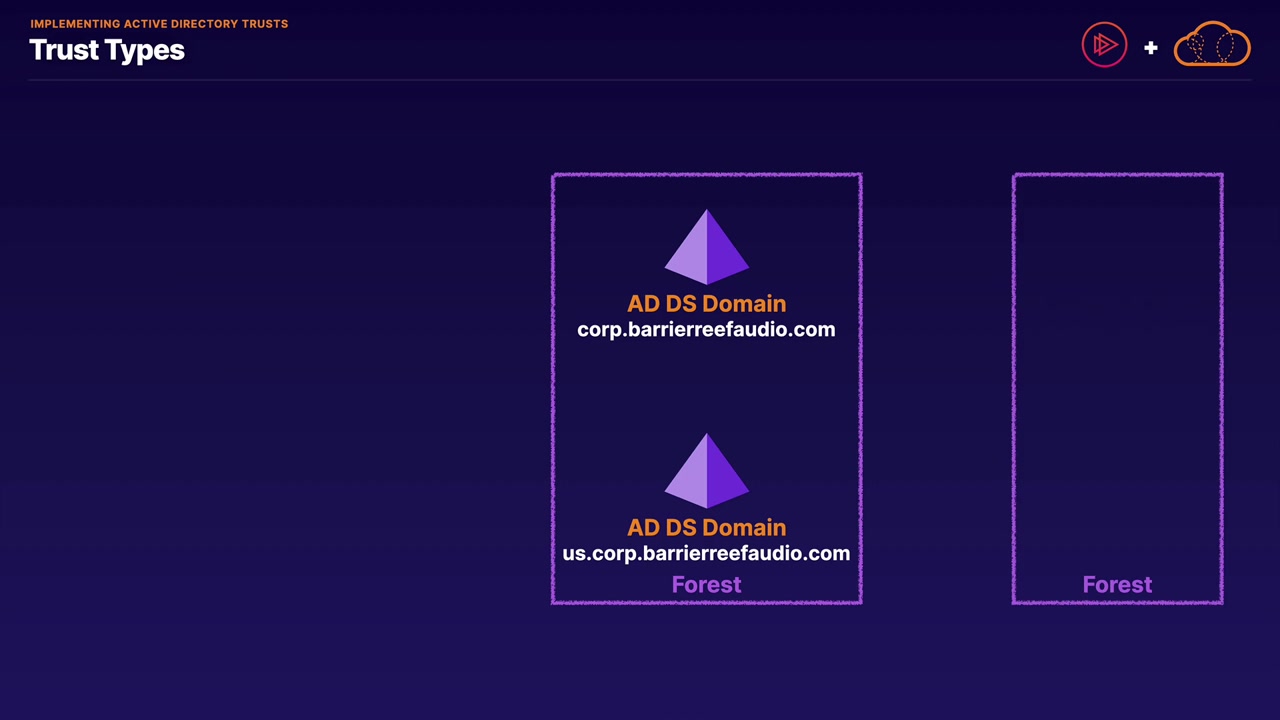 IMPLEMENTING ACTIVE DIRECTORY TRUSTS
Trust Types
+
AD DS Domain
corp.barrierreefaudio.com
AD DS Domain
us.corp.barrierreefaudio.com
Forest
Forest